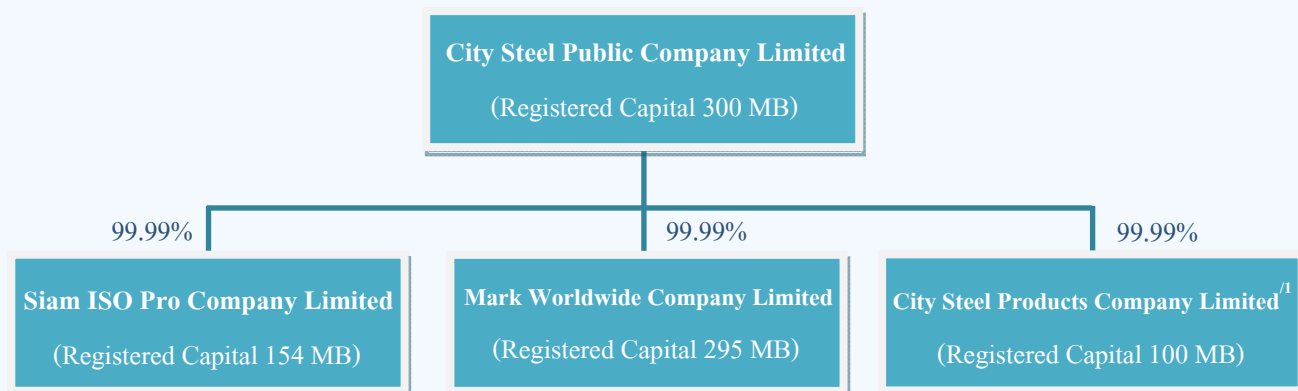 City Steel Public Company Limited
(Registered Capital 300 MB)
99.99%
99.99%
99.99%
Siam ISO Pro Company Limited
(Registered Capital 154 MB)
Mark Worldwide Company Limited
(Registered Capital 295 MB)
City Steel Products Company Limited/1
(Registered Capital 100 MB)